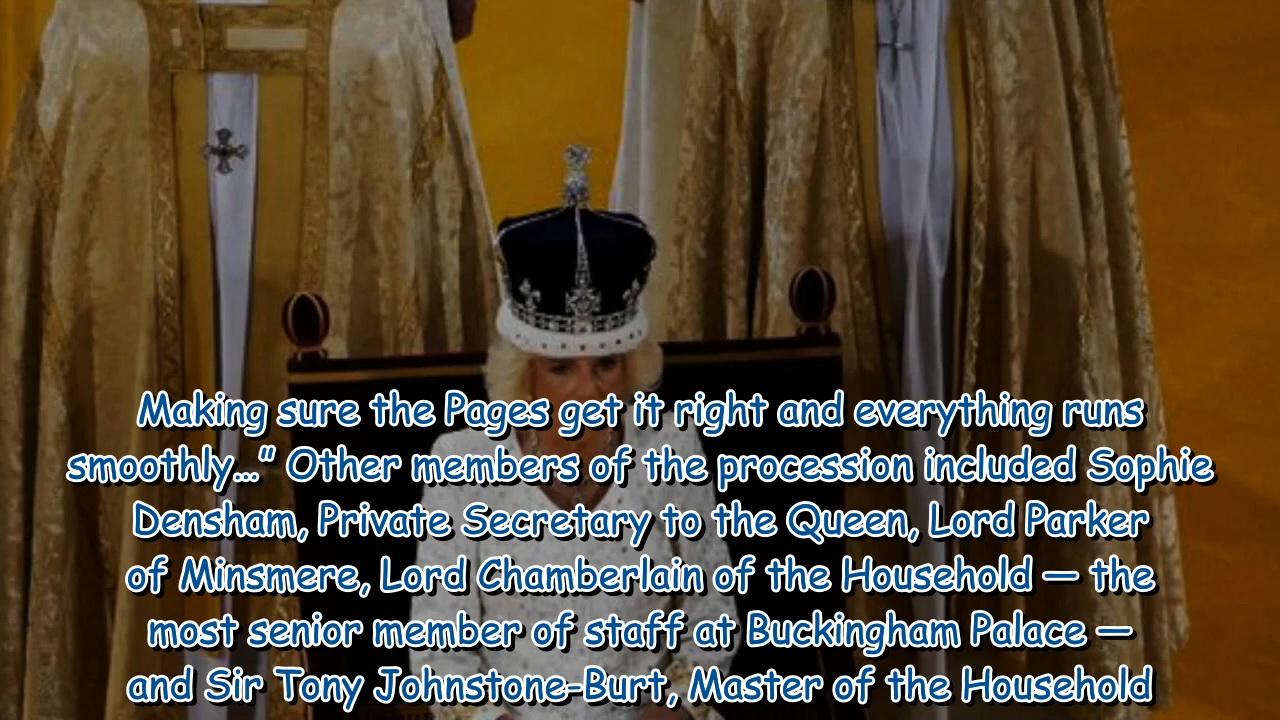 Making sure the Pages get it right and everything runs
smoothly…” Other members of the procession included Sophie
Densham, Private Secretary to the Queen, Lord Parker
of Minsmere, Lord Chamberlain of the Household — the
most senior member of staff at Buckingham Palace —
and Sir Tony Johnstone-Burt, Master of the Household